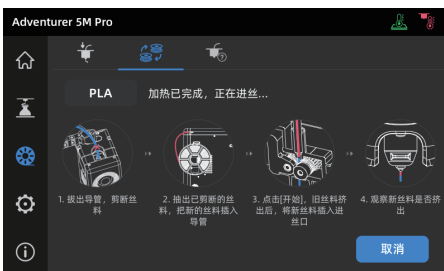 Adventurer 5M Pro
PLA
加热已完成，正在进丝...
1. 拔出导管，剪断丝
料
2. 抽出已剪断的丝
料，把新的丝料插入
导管
3. 点击[开始]，旧丝料挤
出后，将新丝料插入进
丝口
4. 观察新丝料是否挤
出
取消